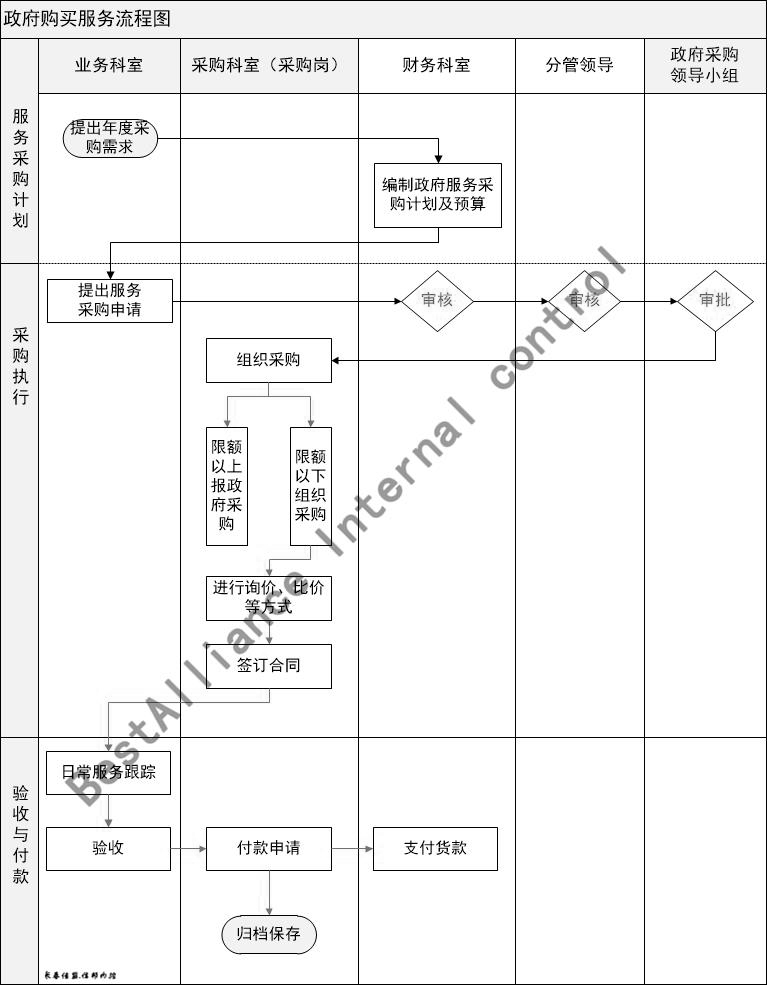 政府购买服务流程图
业务科室
采购科室（采购岗）
财务科室
分管领导
政府采购
领导小组
服务采购计划
提出年度采
购需求
编制政府服务采
购计划及预算
采购执行
提出服务
采购申请
审核
审核
审批
组织采购
限额
以上
报政
府采
购
限额
以下
组织
采购
进行询价、比价
等方式
签订合同
验收与付款
日常服务跟踪
验收
付款申请
支付货款
归档保存
BestAlliance Internal control